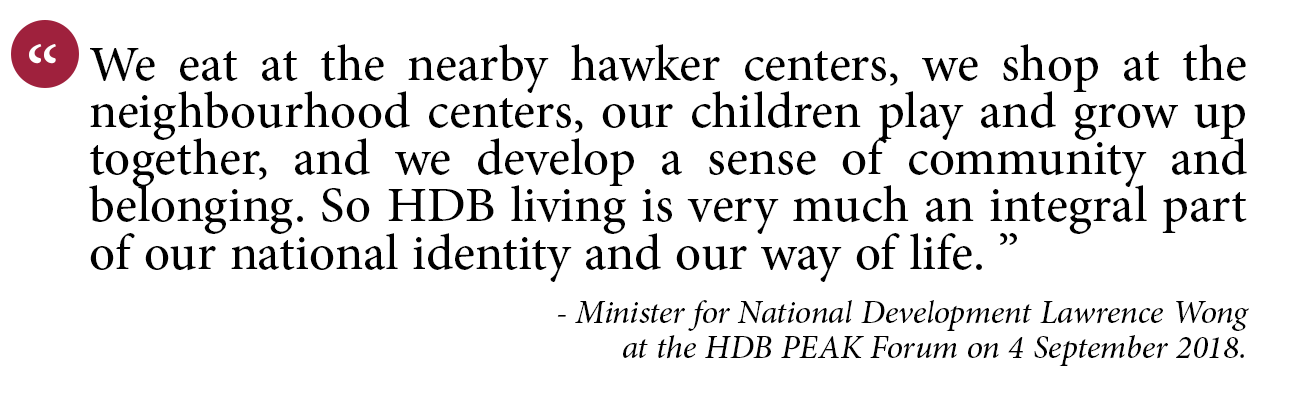 “ We eat at the nearby hawker centers, we shop at the
neighbourhood centers, our children play and grow up
together, and we develop a sense of community and
belonging. So HDB living is very much an integral part
of our national identity and our way of life. ”
- Minister for National Development Lawrence Wong
at the HDB PEAK Forum on 4 September 2018.